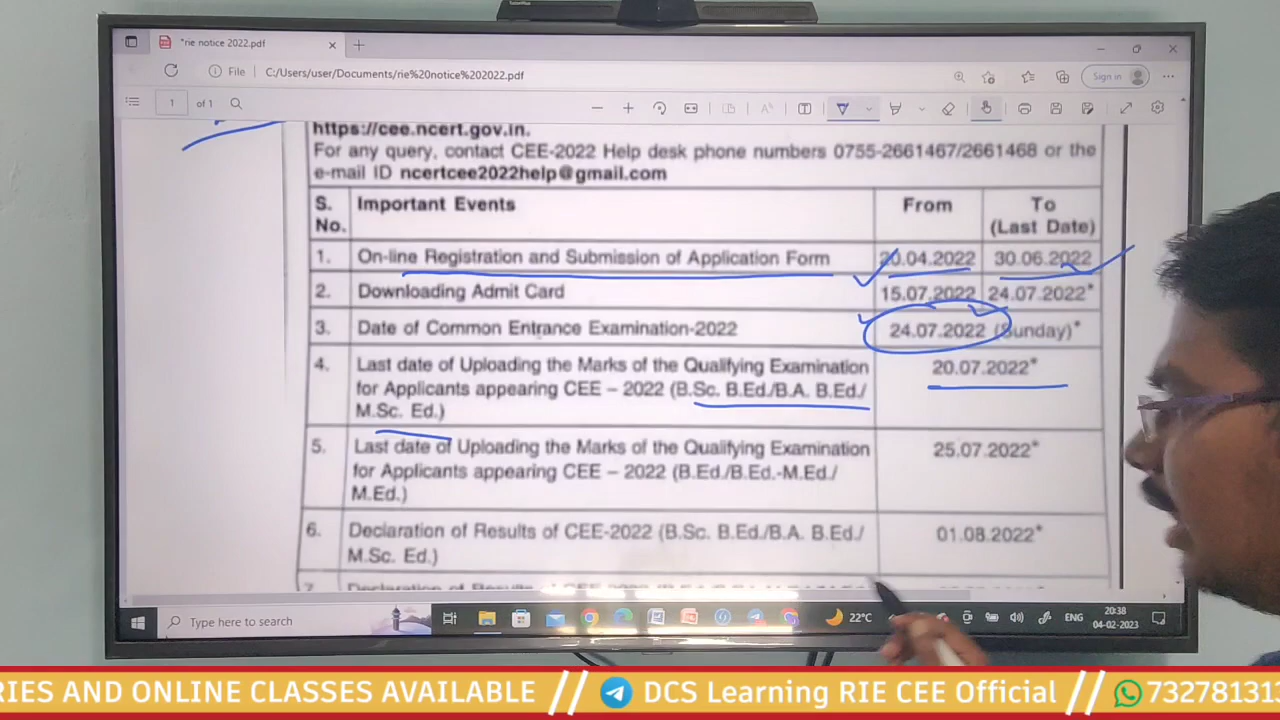 *rie notice 2022.pdf
File C:/Users/user/Documents/rie%20notice%202022.pdf
Sign in
1 of 1
https://cee.ncert.gov.in.
For any query, contact CEE-2022 Help desk phone numbers 0755-2661467/2661468 or the
e-mail ID ncertcee2022help@gmail.com
S. No. Important Events From To (Last Date)
1. On-line Registration and Submission of Application Form 20.04.2022 30.06.2022
2. Downloading Admit Card 15.07.2022 24.07.2022*
3. Date of Common Entrance Examination-2022 24.07.2022 (Sunday)*
4. Last date of Uploading the Marks of the Qualifying Examination 20.07.2022*
for Applicants appearing CEE – 2022 (B.Sc. B.Ed./B.A. B.Ed./
M.Sc. Ed.)
5. Last date of Uploading the Marks of the Qualifying Examination 25.07.2022*
for Applicants appearing CEE – 2022 (B.Ed./B.Ed.-M.Ed./
M.Ed.)
6. Declaration of Results of CEE-2022 (B.Sc. B.Ed./B.A. B.Ed./ 01.08.2022*
M.Sc. Ed.)
7. Declaration of Results
Type here to search
22°C
ENG
20:38
04-02-2023
RIES AND ONLINE CLASSES AVAILABLE // DCS Learning RIE CEE Official // 732781313